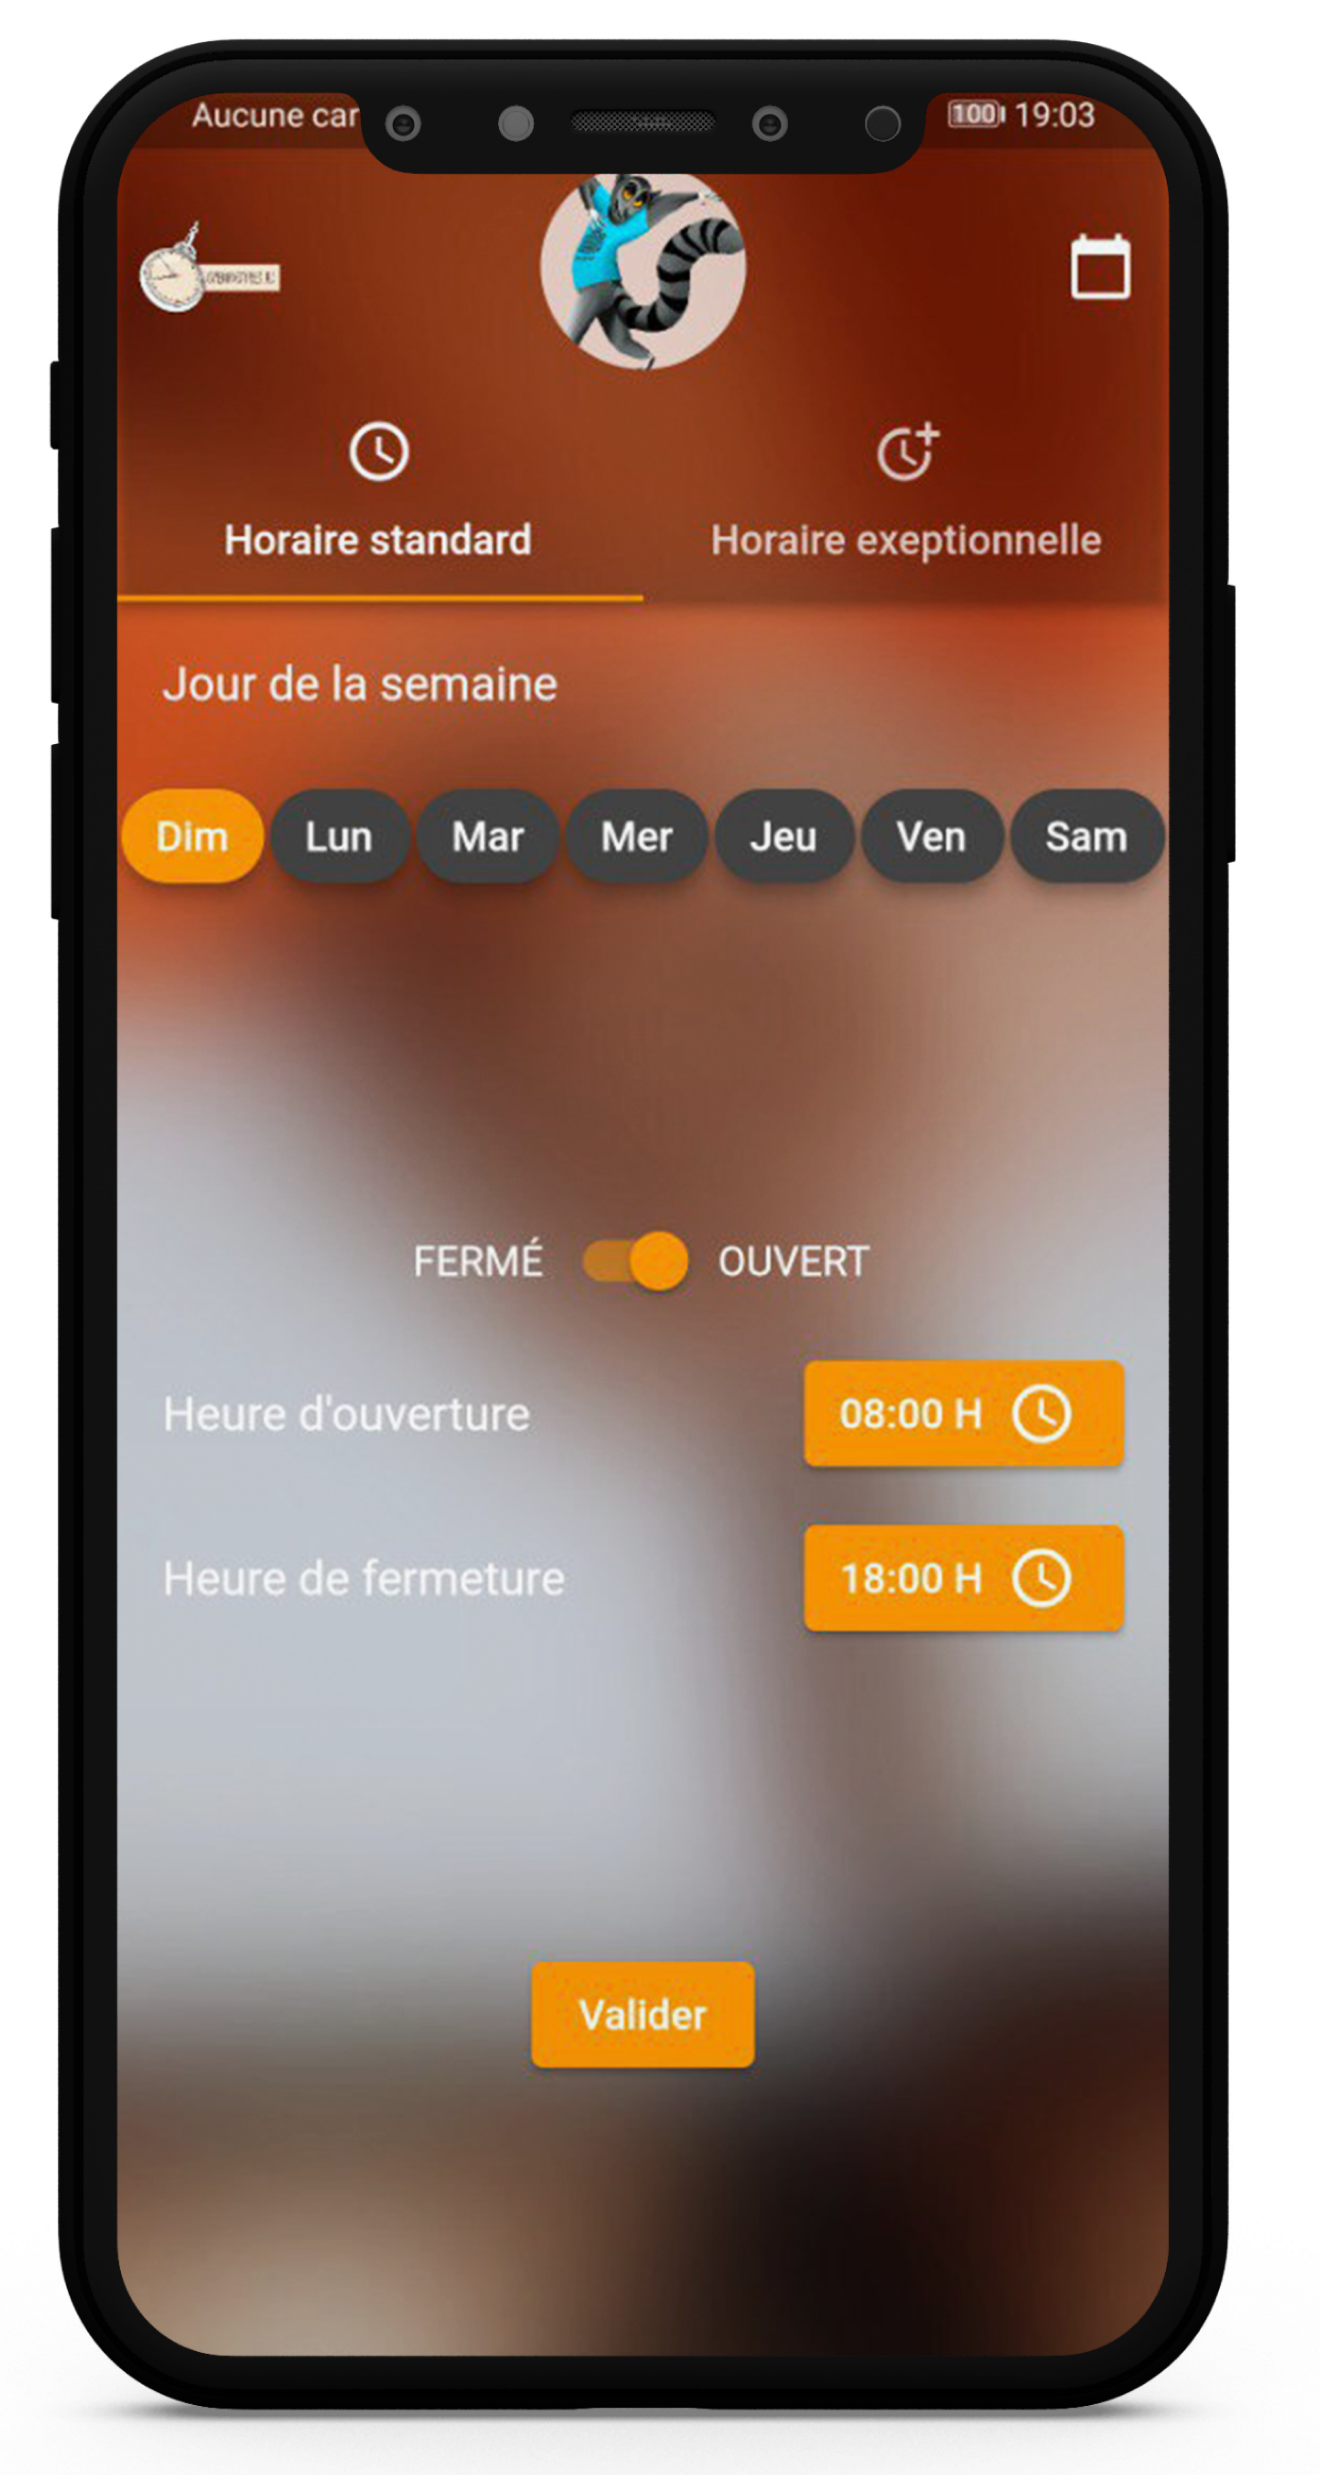 Aucune car
100 19:03
Horaire standard
Horaire exeptionnelle
Jour de la semaine
Dim Lun Mar Mer Jeu Ven Sam
FERMÉ OUVERT
Heure d'ouverture 08:00 H
Heure de fermeture 18:00 H
Valider